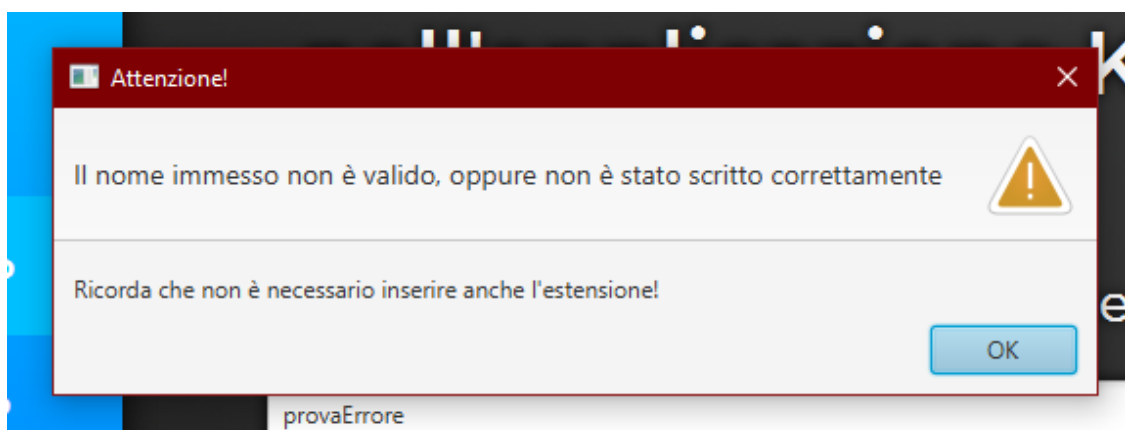 Attenzione!
Il nome immesso non è valido, oppure non è stato scritto correttamente
Ricorda che non è necessario inserire anche l'estensione!
OK
provaErrore